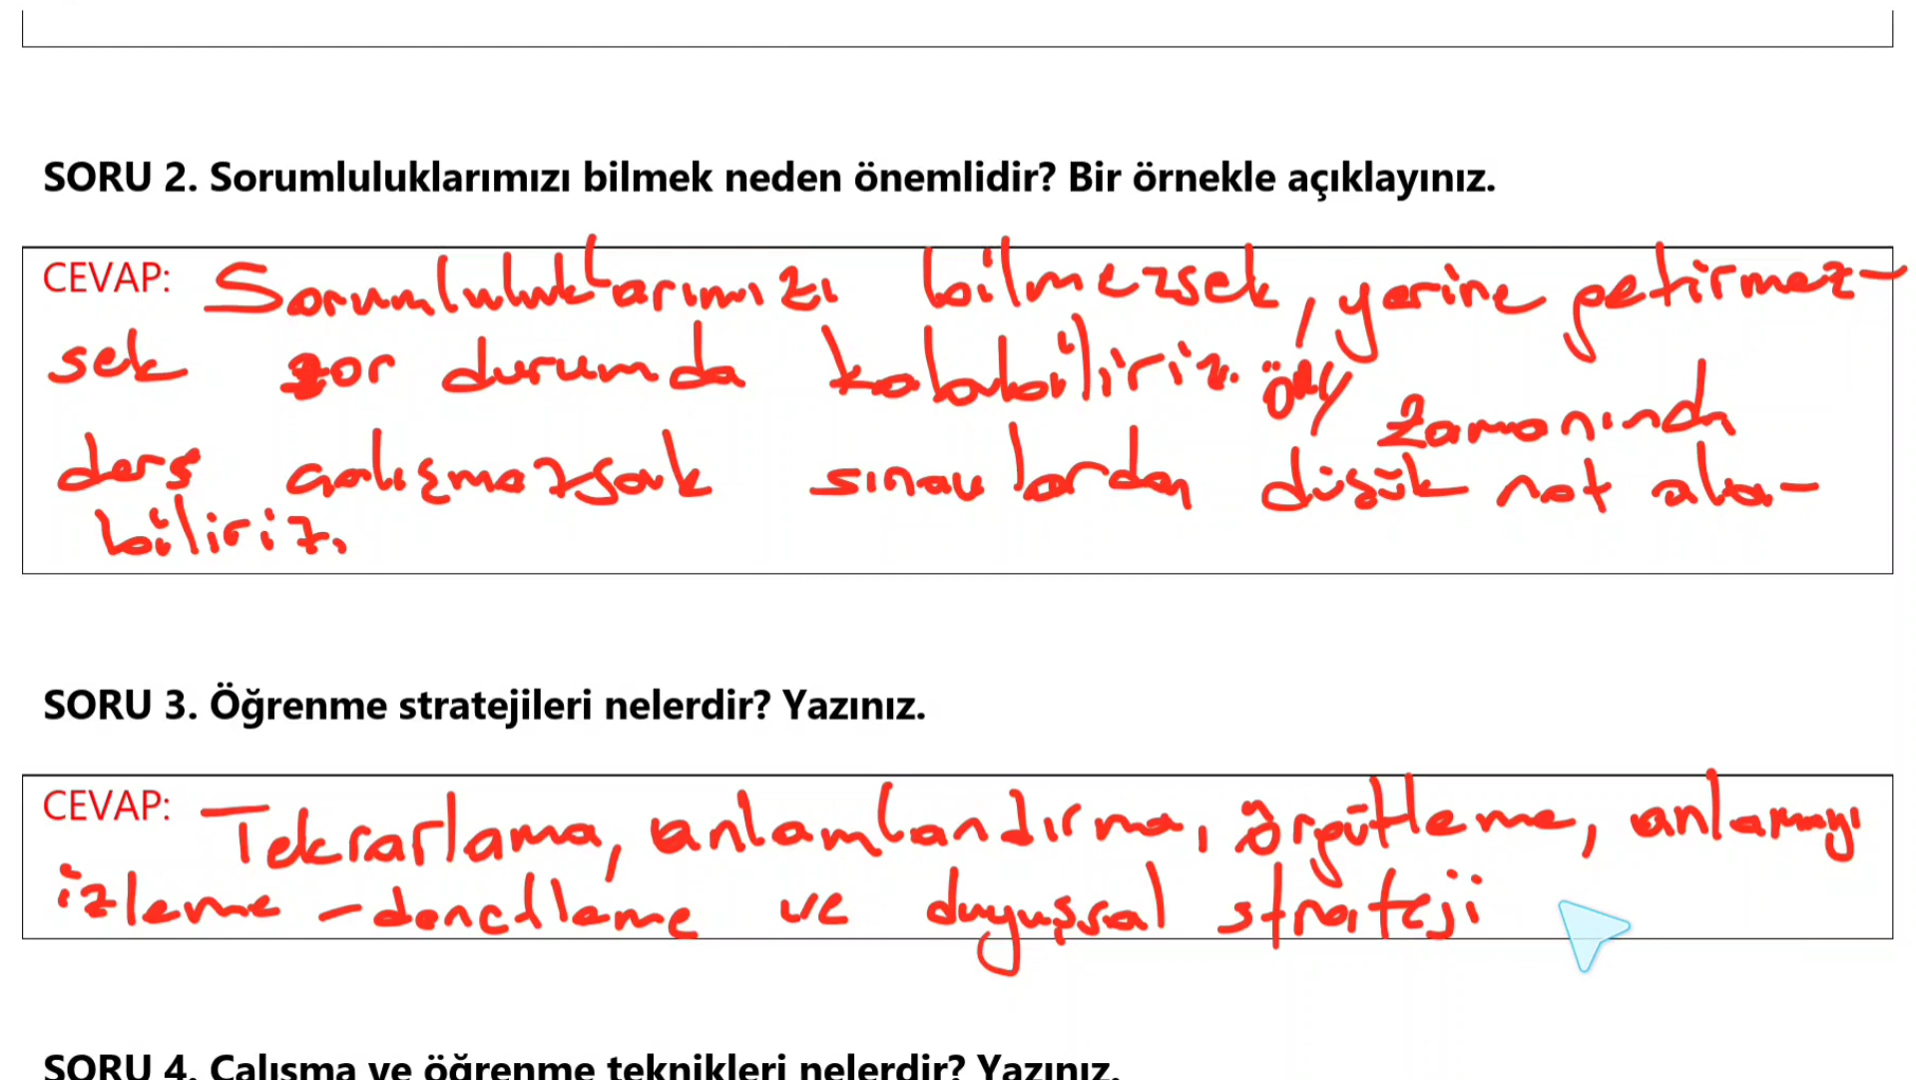 SORU 2. Sorumluluklarımızı bilmek neden önemlidir? Bir örnekle açıklayınız.
CEVAP: Sorumluluklarımızı bilmezsek, yerine getirmez-
sek zor durumda kalabiliriz. Örn/ zamanında
ders çalışmazsak sınavlardan düşük not ala-
biliriz.
SORU 3. Öğrenme stratejileri nelerdir? Yazınız.
CEVAP: Tekrarlama, anlamlandırma, örgütleme, anlamayı
izleme - denetleme ve duyuşsal strateji
SORU 4. Çalışma ve öğrenme teknikleri nelerdir? Yazınız.